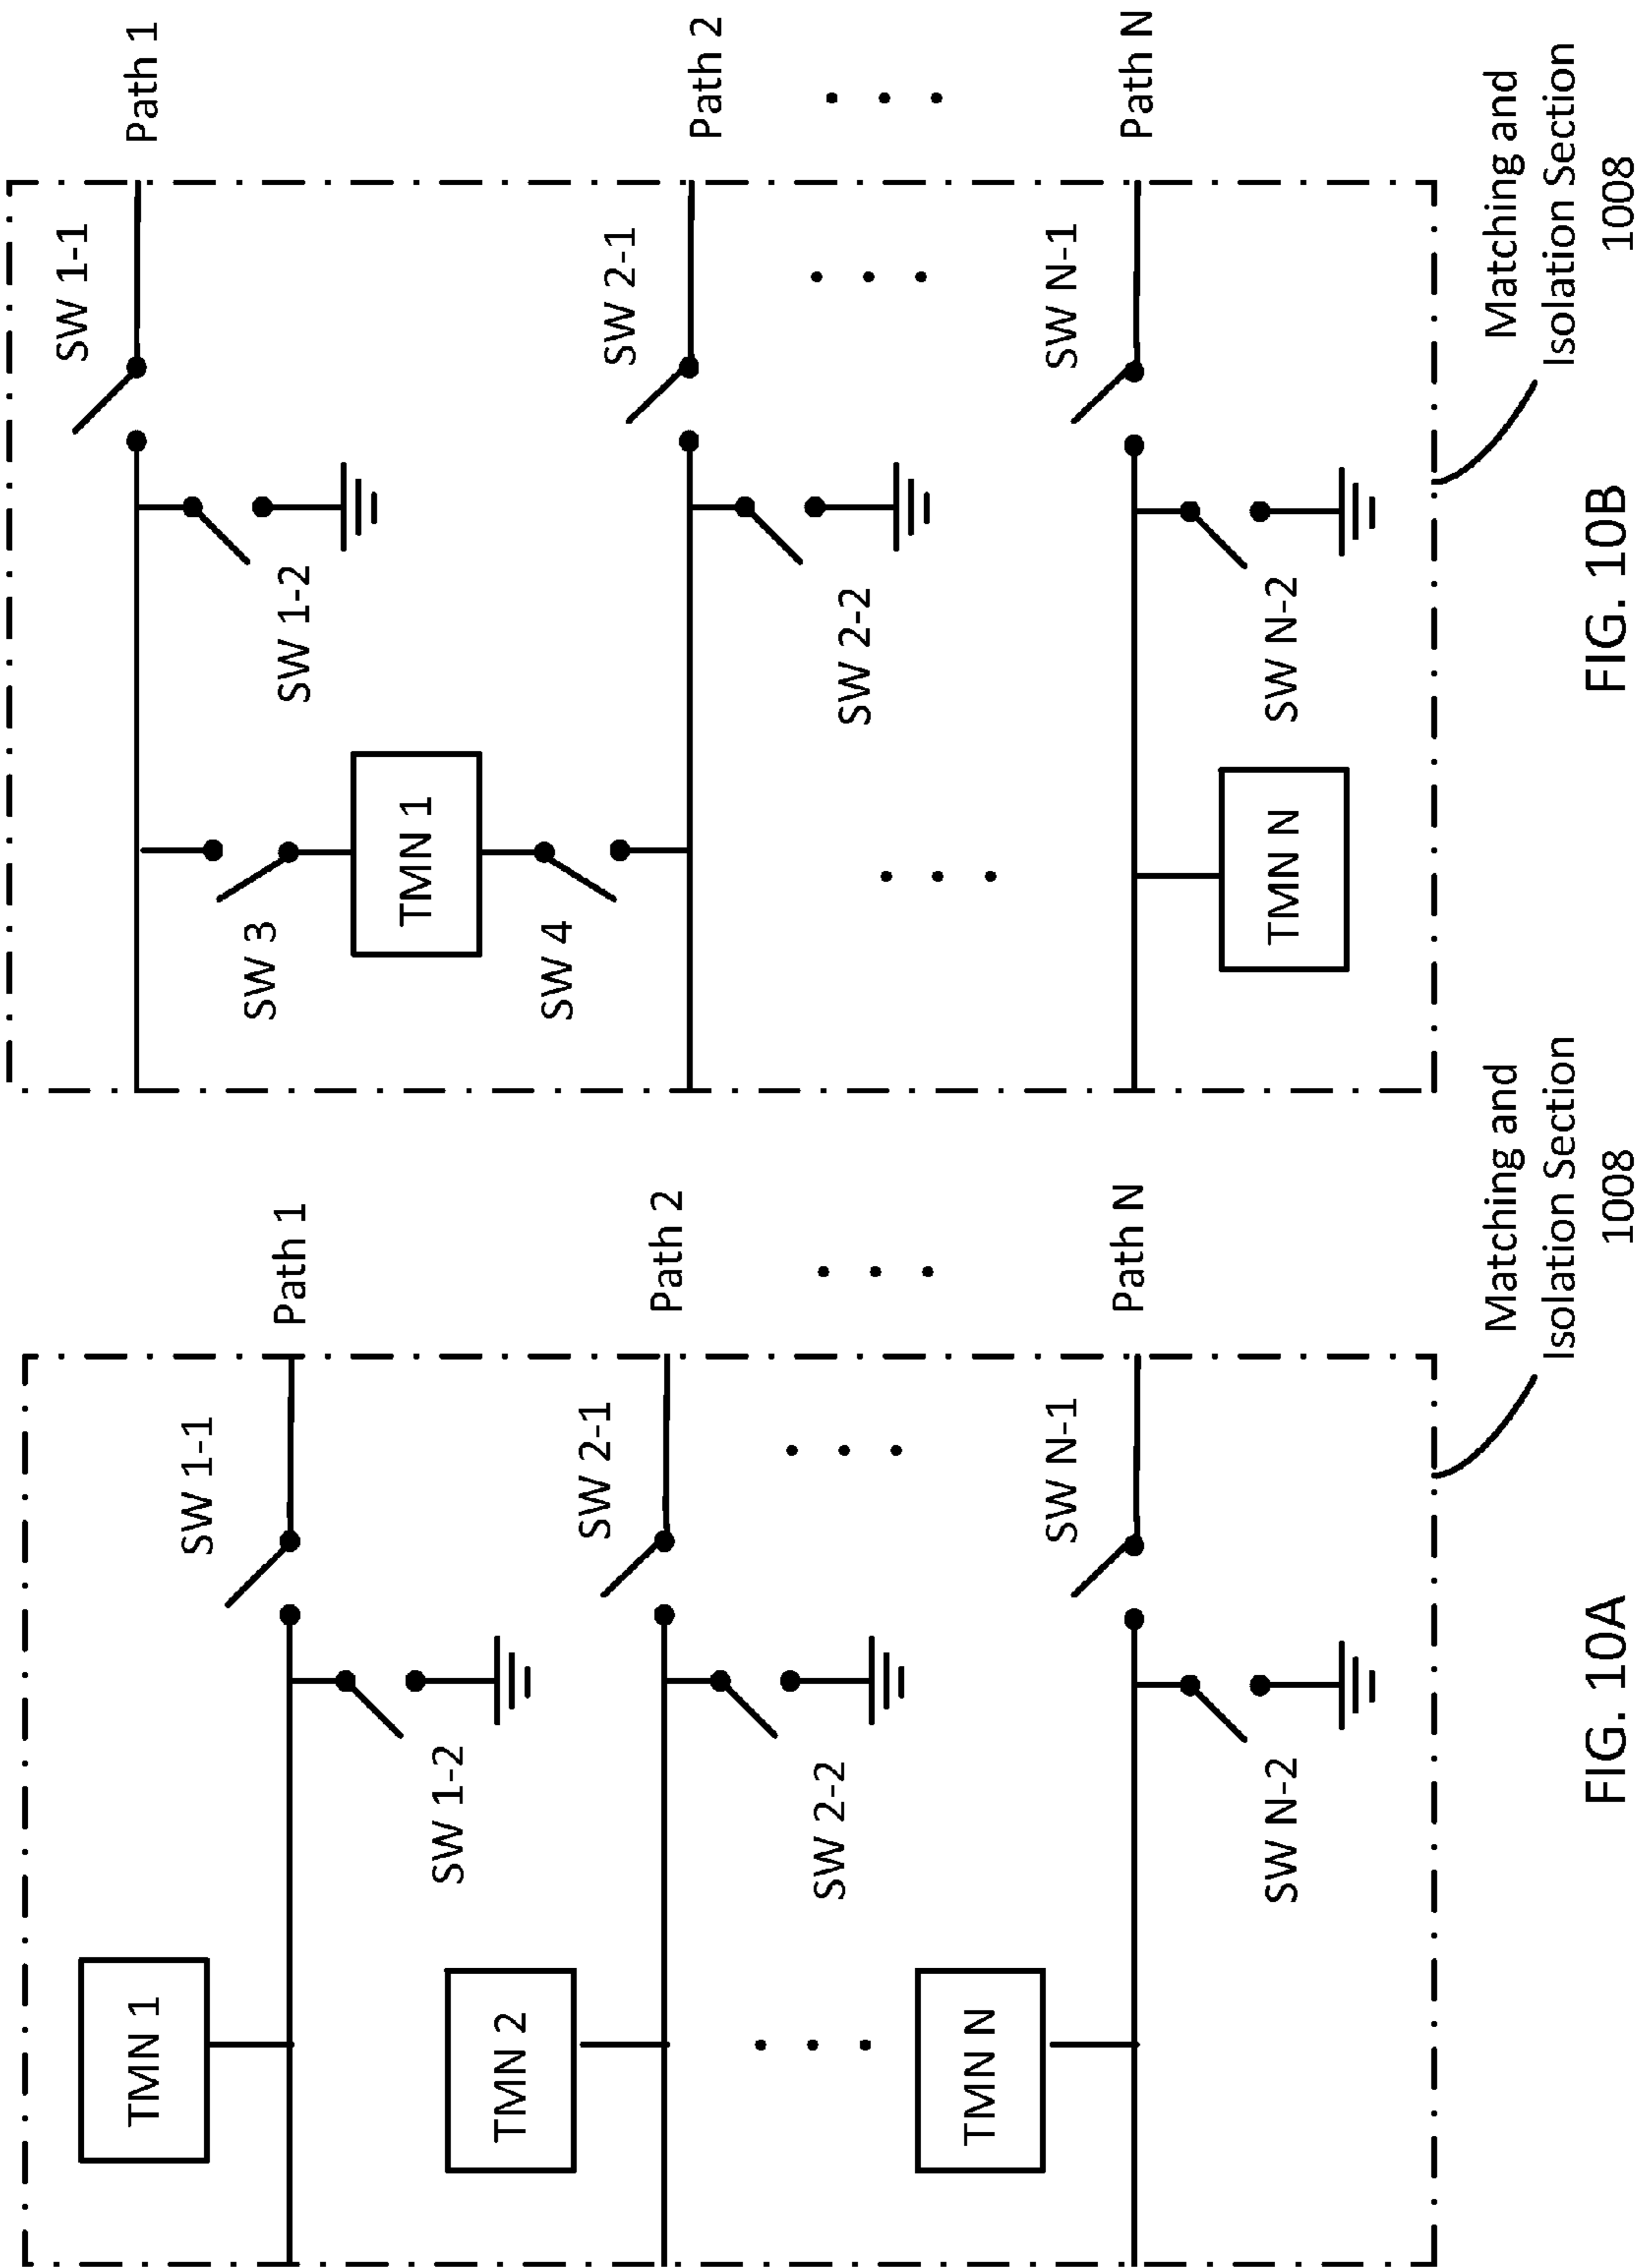 TMN 1
SW 1-1
Path 1
SW 1-2
TMN 2
SW 2-1
Path 2
SW 2-2
TMN N
SW N-1
Path N
SW N-2
Matching and
Isolation Section
1008
FIG. 10A
SW 1-1
Path 1
SW 1-2
SW 3
TMN 1
SW 4
SW 2-1
Path 2
SW 2-2
SW N-1
Path N
TMN N
SW N-2
Matching and
Isolation Section
1008
FIG. 10B